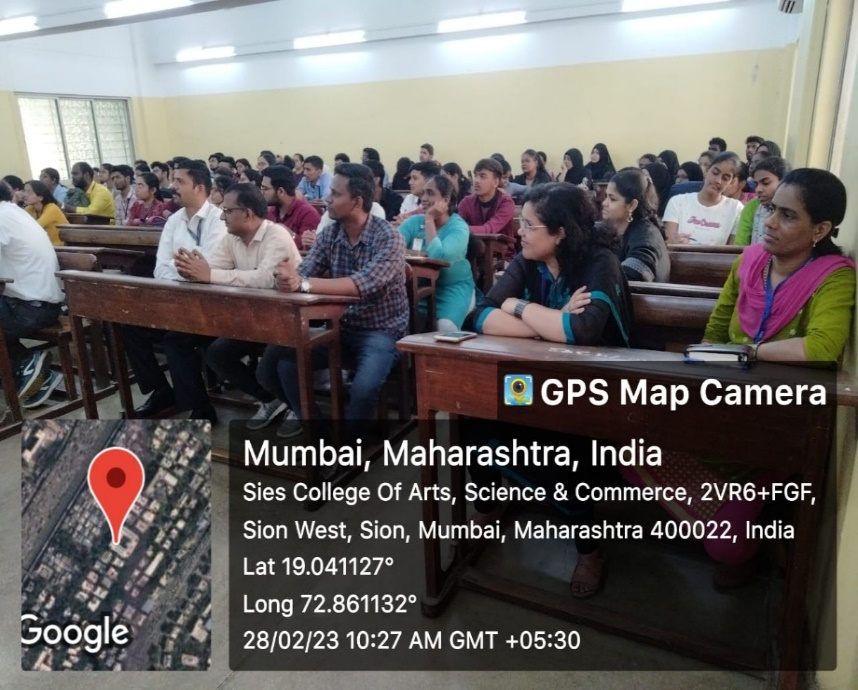 GPS Map Camera
Mumbai, Maharashtra, India
Sies College Of Arts, Science & Commerce, 2VR6+FGF,
Sion West, Sion, Mumbai, Maharashtra 400022, India
Lat 19.041127°
Long 72.861132°
28/02/23 10:27 AM GMT +05:30
Google